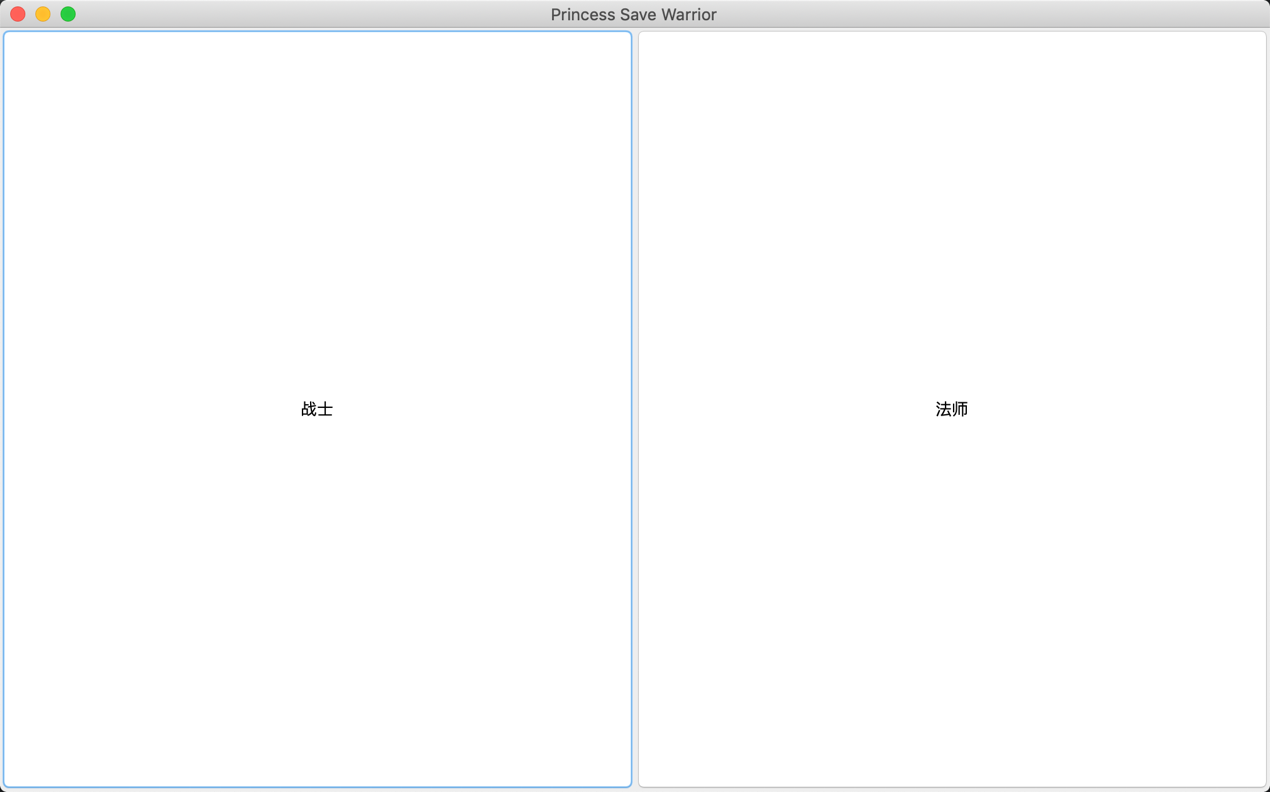 Princess Save Warrior
战士
法师